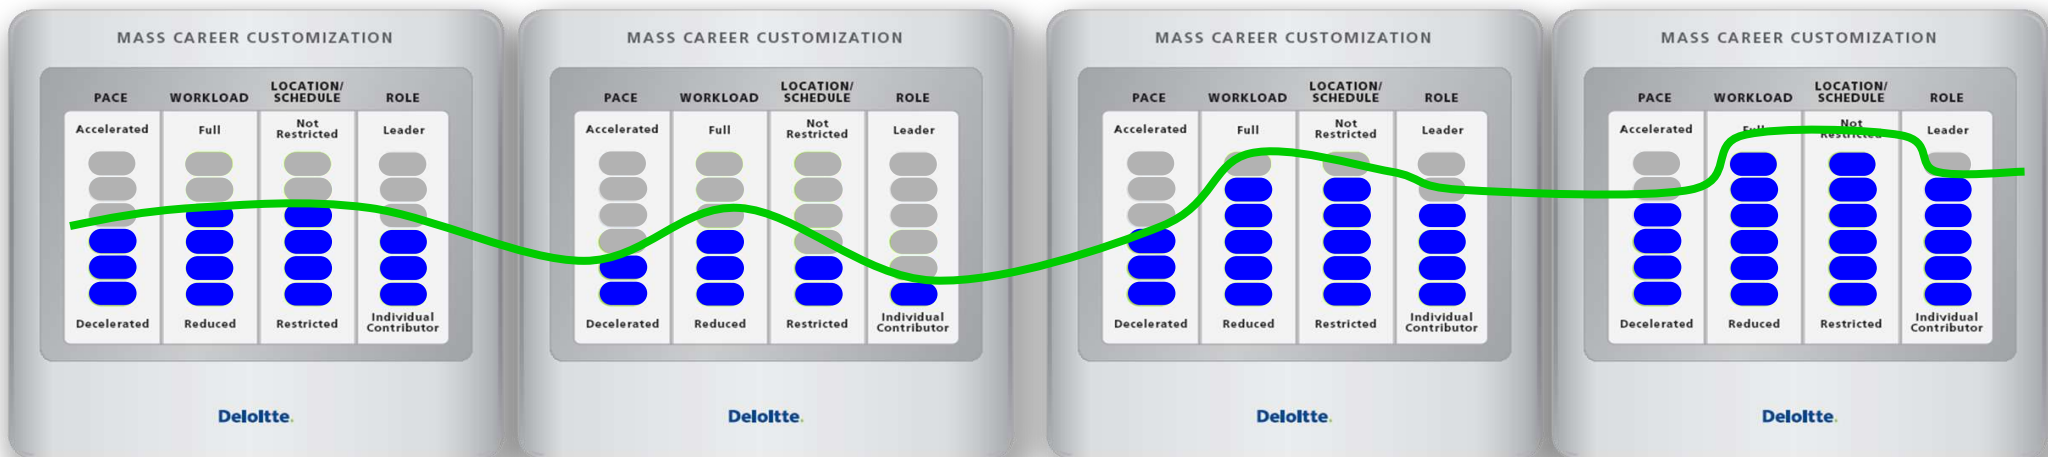 MASS CAREER CUSTOMIZATION
PACE WORKLOAD LOCATION/
SCHEDULE ROLE
Accelerated Full Not
Restricted Leader
Decelerated Reduced Restricted Individual
Contributor
Deloitte.
MASS CAREER CUSTOMIZATION
PACE WORKLOAD LOCATION/
SCHEDULE ROLE
Accelerated Full Not
Restricted Leader
Decelerated Reduced Restricted Individual
Contributor
Deloitte.
MASS CAREER CUSTOMIZATION
PACE WORKLOAD LOCATION/
SCHEDULE ROLE
Accelerated Full Not
Restricted Leader
Decelerated Reduced Restricted Individual
Contributor
Deloitte.
MASS CAREER CUSTOMIZATION
PACE WORKLOAD LOCATION/
SCHEDULE ROLE
Accelerated Full Not
Restricted Leader
Decelerated Reduced Restricted Individual
Contributor
Deloitte.